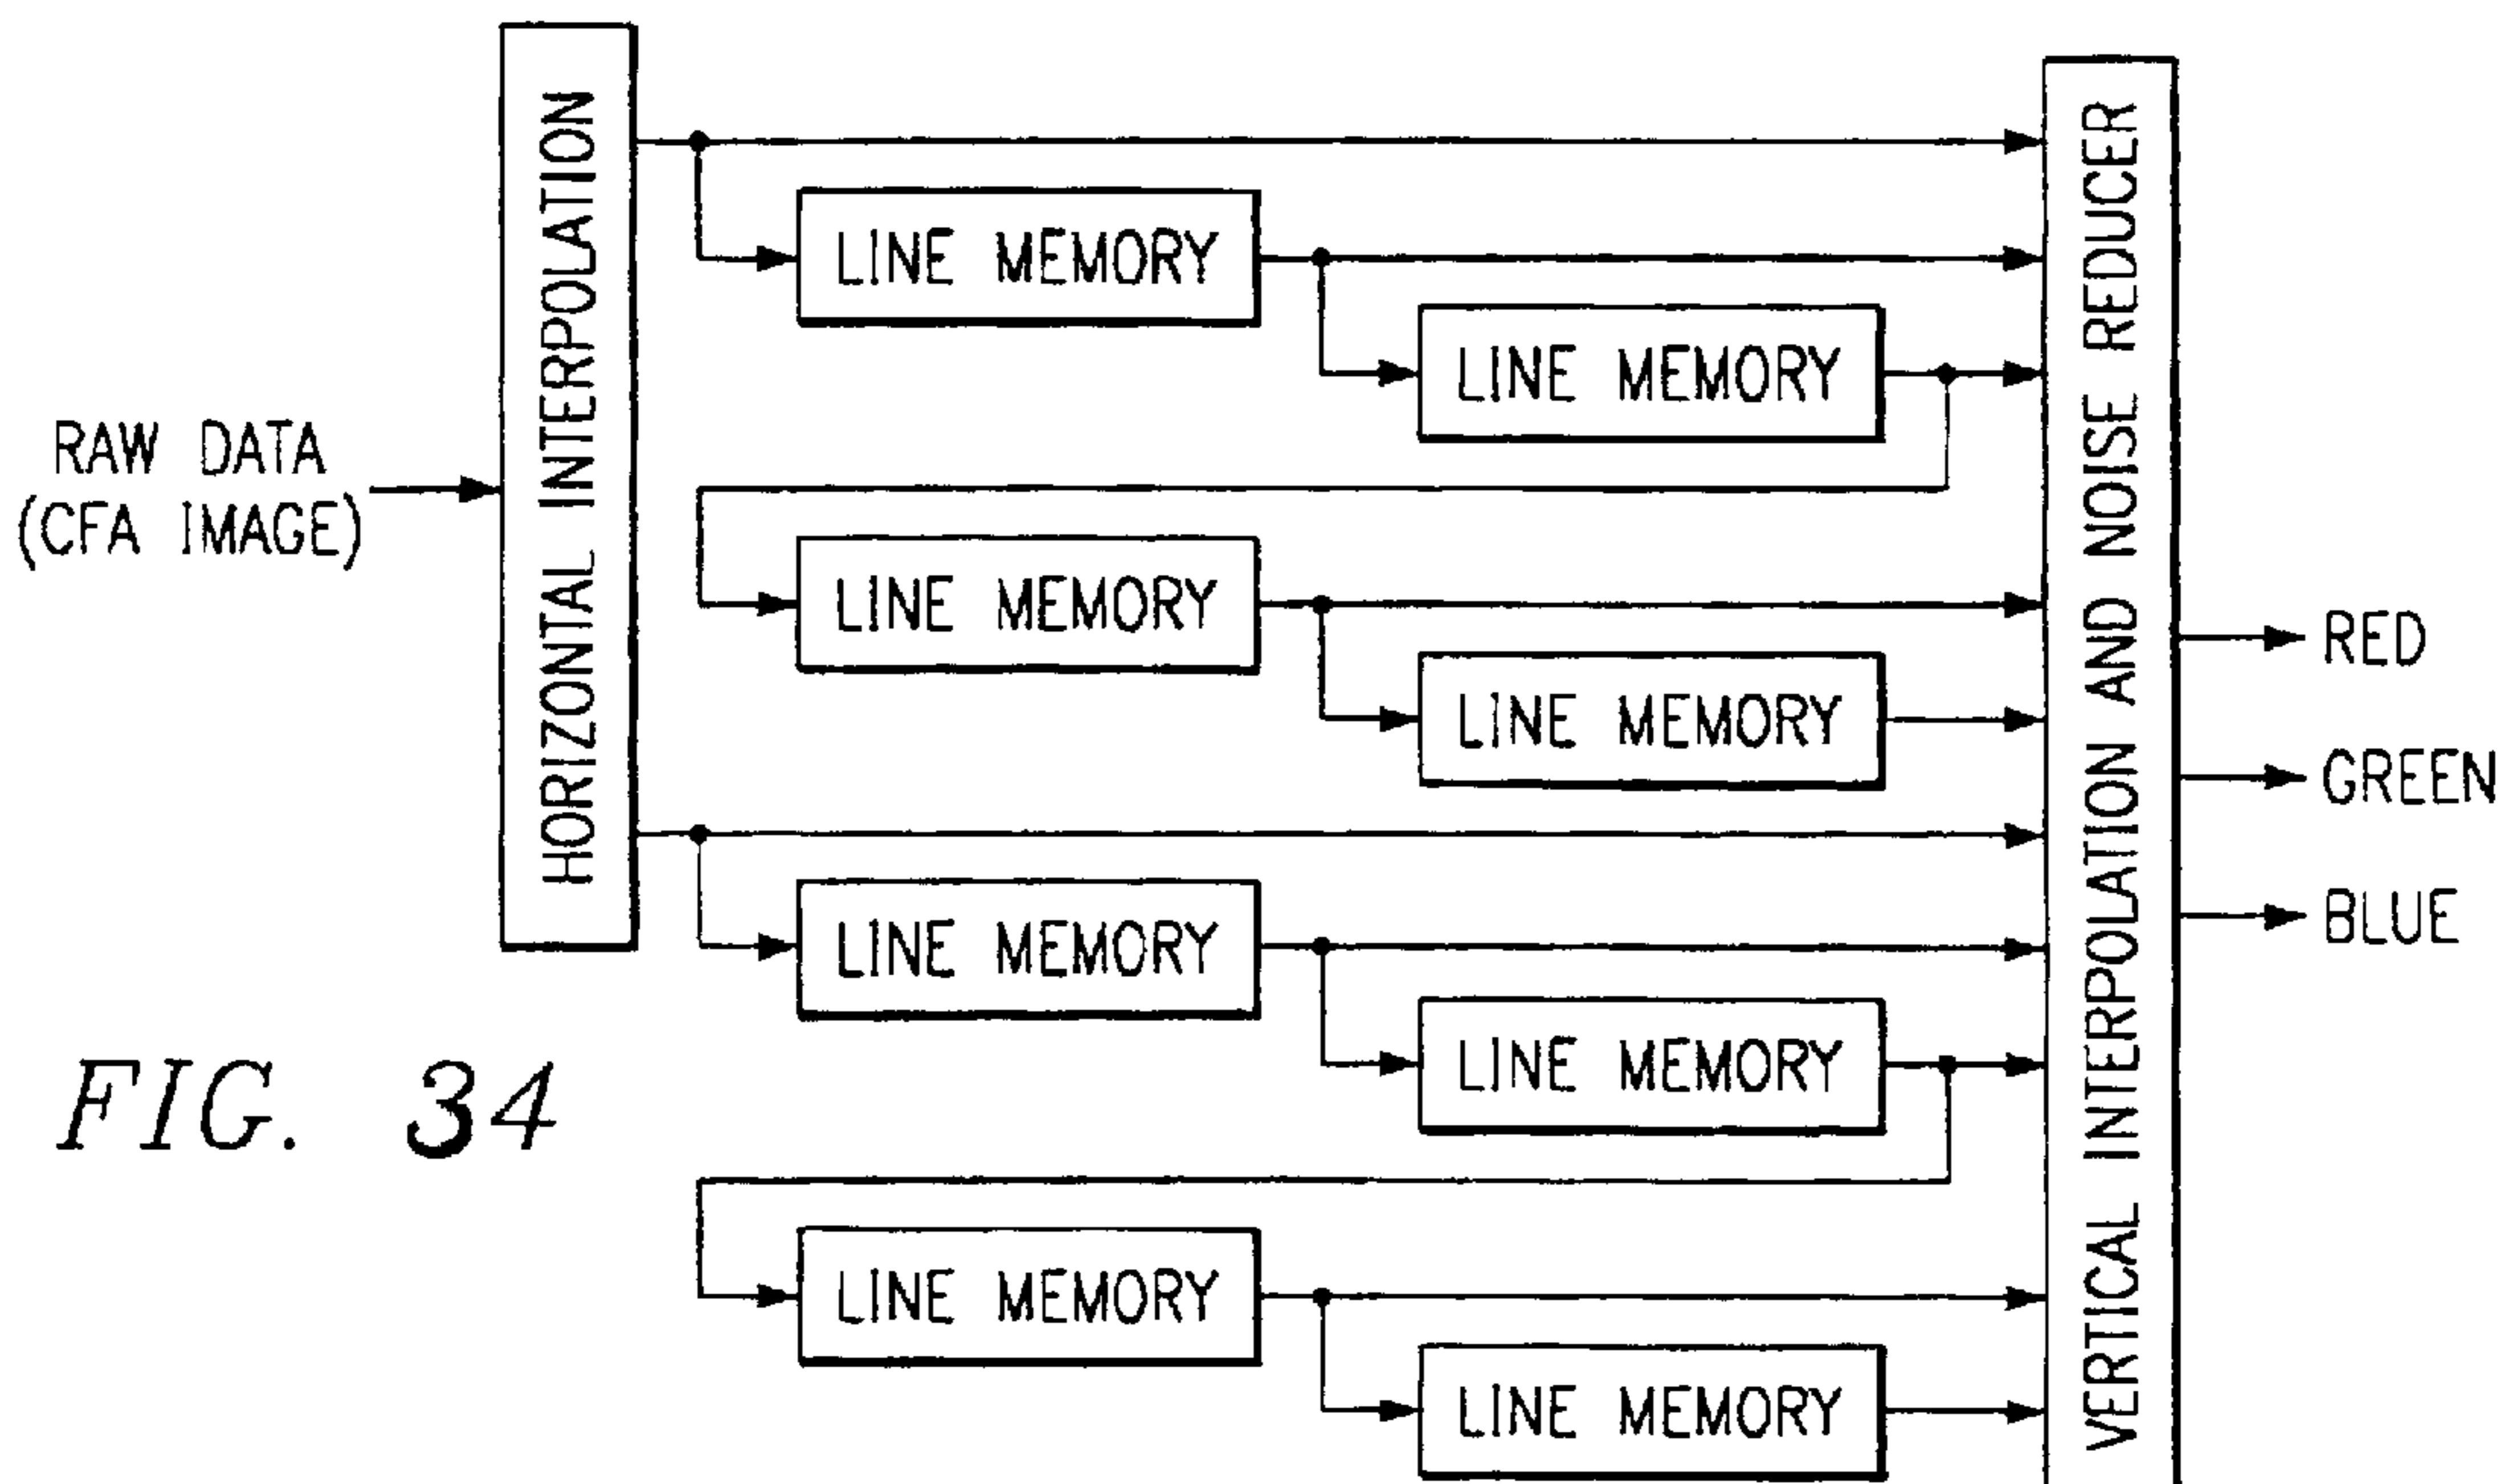 RAW DATA
(CFA IMAGE)
HORIZONTAL INTERPOLATION
LINE MEMORY
LINE MEMORY
LINE MEMORY
LINE MEMORY
LINE MEMORY
LINE MEMORY
LINE MEMORY
LINE MEMORY
VERTICAL INTERPOLATION AND NOISE REDUCER
RED
GREEN
BLUE
FIG. 34